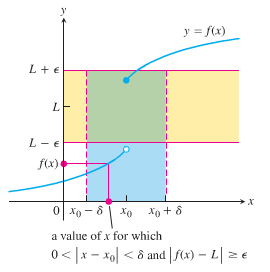 y
y = f(x)
L + ϵ
L
L − ϵ
f(x)
x
0 x₀ − δ x₀ x₀ + δ
a value of x for which
0 < |x − x₀| < δ and |f(x) − L| ≥ ϵ